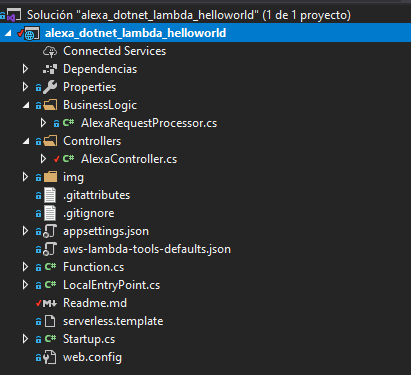 Solución "alexa_dotnet_lambda_helloworld" (1 de 1 proyecto)
alexa_dotnet_lambda_helloworld
Connected Services
Dependencias
Properties
BusinessLogic
C# AlexaRequestProcessor.cs
Controllers
C# AlexaController.cs
img
.gitattributes
.gitignore
appsettings.json
aws-lambda-tools-defaults.json
C# Function.cs
C# LocalEntryPoint.cs
M+ Readme.md
serverless.template
C# Startup.cs
web.config